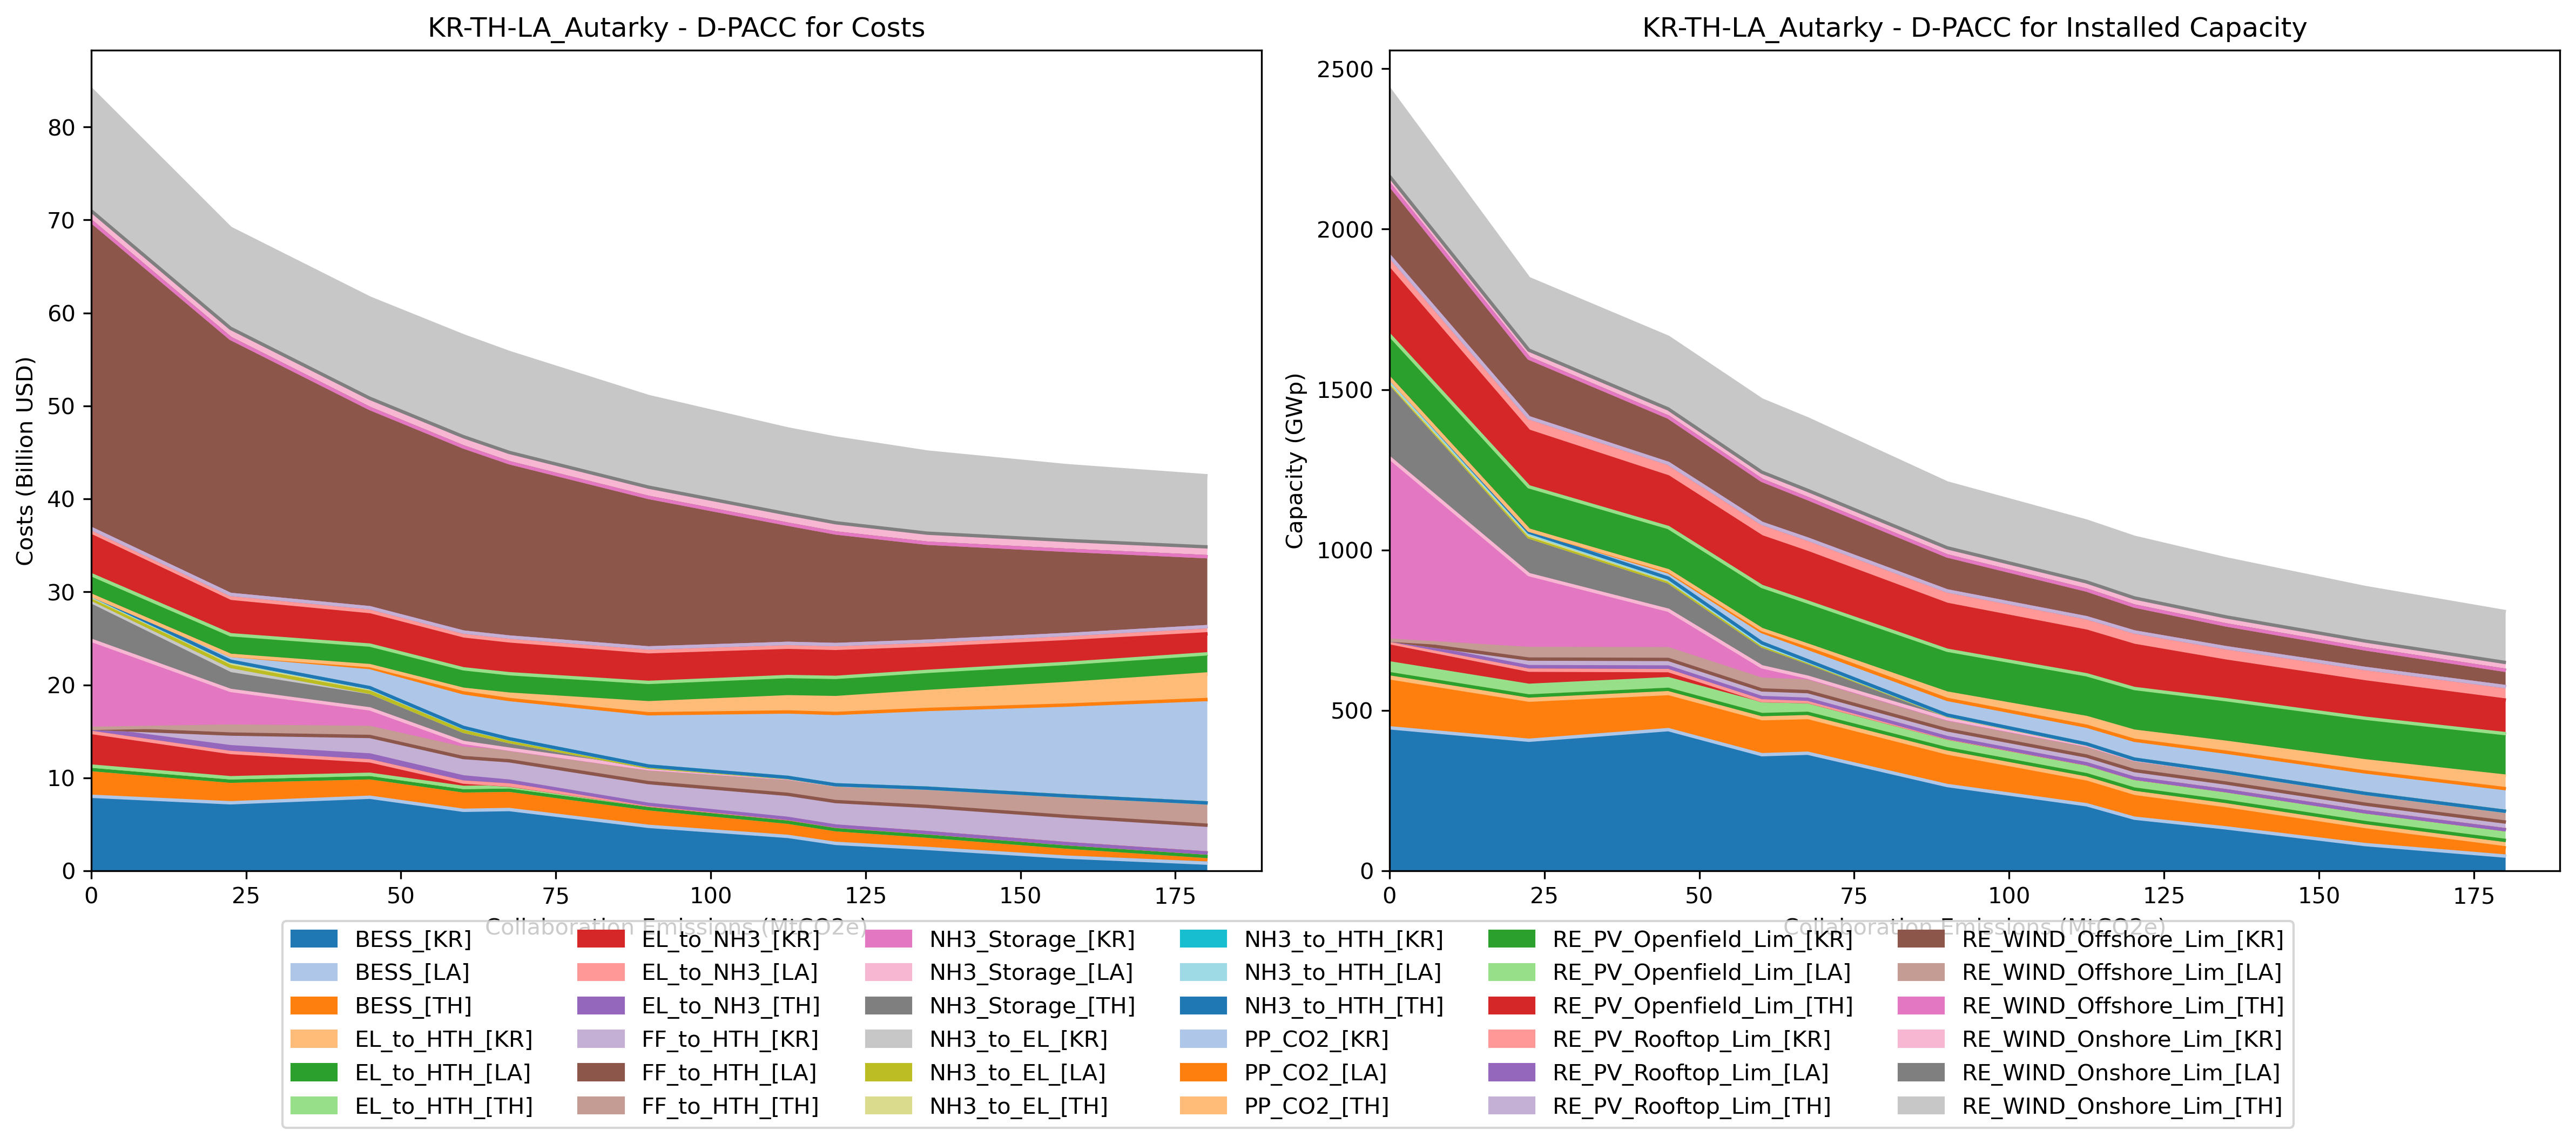 KR-TH-LA_Autarky - D-PACC for Costs
Costs (Billion USD)
80
70
60
50
40
30
20
10
0
0 25 50 75 100 125 150 175
Collaboration Emissions (MtCO2e)
KR-TH-LA_Autarky - D-PACC for Installed Capacity
Capacity (GWp)
2500
2000
1500
1000
500
0
0 25 50 75 100 125 150 175
Collaboration Emissions (MtCO2e)
BESS_[KR]
BESS_[LA]
BESS_[TH]
EL_to_HTH_[KR]
EL_to_HTH_[LA]
EL_to_HTH_[TH]
EL_to_NH3_[KR]
EL_to_NH3_[LA]
EL_to_NH3_[TH]
FF_to_HTH_[KR]
FF_to_HTH_[LA]
FF_to_HTH_[TH]
NH3_Storage_[KR]
NH3_Storage_[LA]
NH3_Storage_[TH]
NH3_to_EL_[KR]
NH3_to_EL_[LA]
NH3_to_EL_[TH]
NH3_to_HTH_[KR]
NH3_to_HTH_[LA]
NH3_to_HTH_[TH]
PP_CO2_[KR]
PP_CO2_[LA]
PP_CO2_[TH]
RE_PV_Openfield_Lim_[KR]
RE_PV_Openfield_Lim_[LA]
RE_PV_Openfield_Lim_[TH]
RE_PV_Rooftop_Lim_[KR]
RE_PV_Rooftop_Lim_[LA]
RE_PV_Rooftop_Lim_[TH]
RE_WIND_Offshore_Lim_[KR]
RE_WIND_Offshore_Lim_[LA]
RE_WIND_Offshore_Lim_[TH]
RE_WIND_Onshore_Lim_[KR]
RE_WIND_Onshore_Lim_[LA]
RE_WIND_Onshore_Lim_[TH]